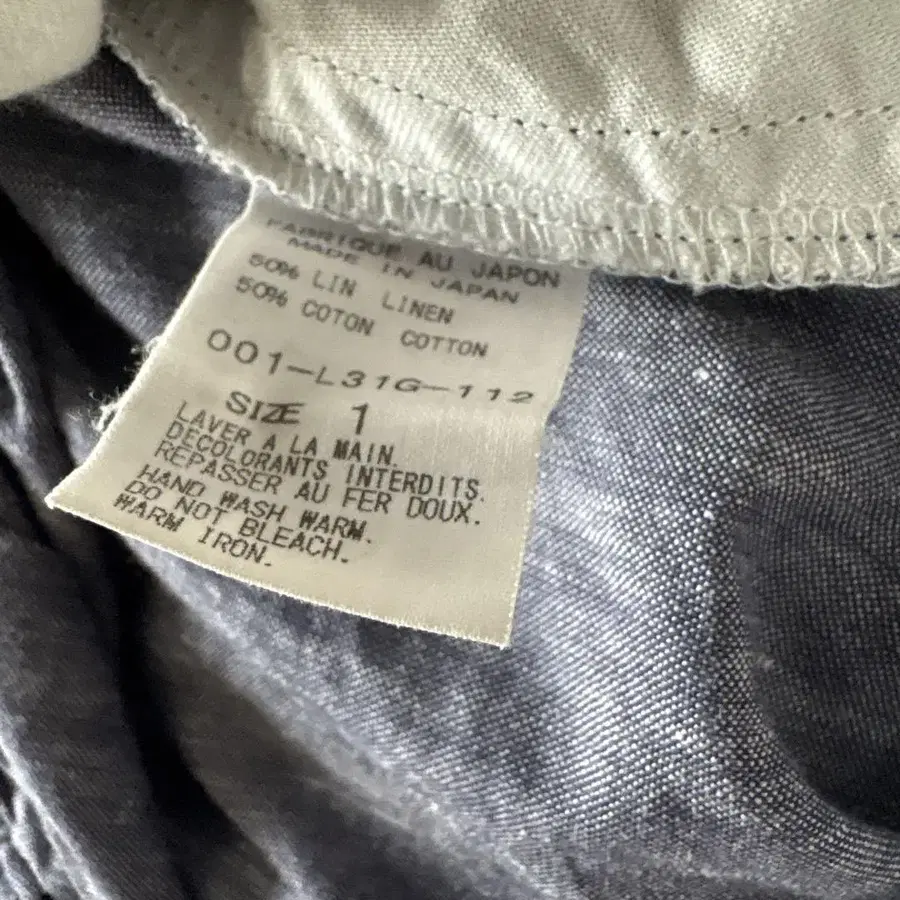 FABRIQUE AU JAPON
MADE IN JAPAN
50% LIN LINEN
50% COTON COTTON
001-L31G-112
SIZE 1
LAVER A LA MAIN.
DECOLORANTS INTERDITS.
REPASSER AU FER DOUX.
HAND WASH WARM.
DO NOT BLEACH.
WARM IRON.